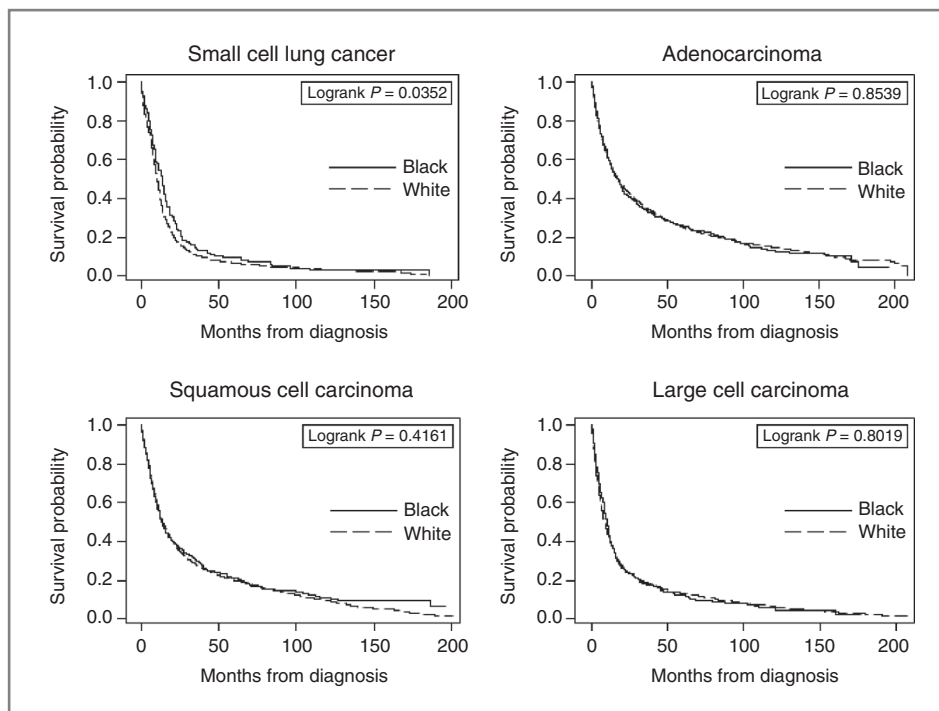 Small cell lung cancer
Logrank P = 0.0352
Survival probability
1.0
0.8
0.6
0.4
0.2
0.0
Black
White
0 50 100 150 200
Months from diagnosis
Adenocarcinoma
Logrank P = 0.8539
Survival probability
1.0
0.8
0.6
0.4
0.2
0.0
Black
White
0 50 100 150 200
Months from diagnosis
Squamous cell carcinoma
Logrank P = 0.4161
Survival probability
1.0
0.8
0.6
0.4
0.2
0.0
Black
White
0 50 100 150 200
Months from diagnosis
Large cell carcinoma
Logrank P = 0.8019
Survival probability
1.0
0.8
0.6
0.4
0.2
0.0
Black
White
0 50 100 150 200
Months from diagnosis